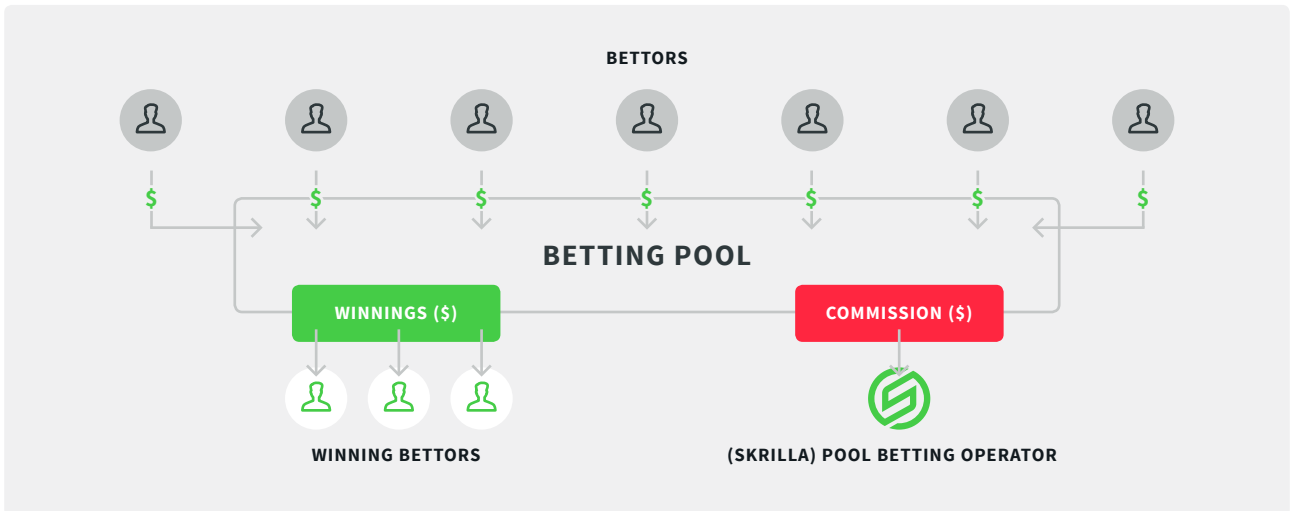 BETTORS
$ $ $ $ $ $ $
BETTING POOL
WINNINGS ($)
COMMISSION ($)
WINNING BETTORS
(SKRILLA) POOL BETTING OPERATOR